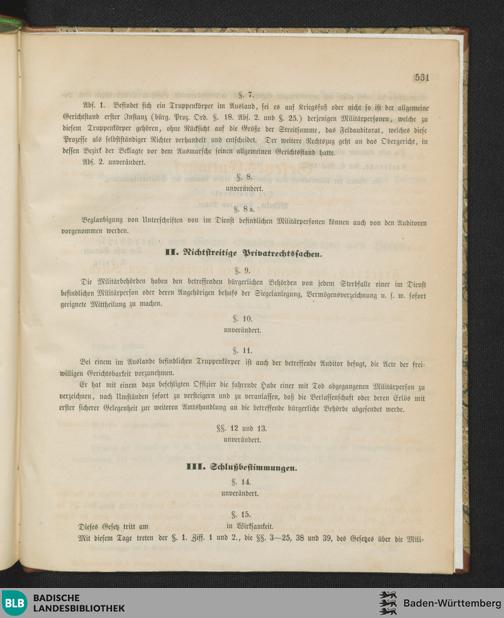 531
§. 7.
Abs. 1. Befindet sich ein Truppenkörper im Ausland, sei es auf Kriegsfuß oder nicht so ist der allgemeine
Gerichtsstand erster Instanz (bürg. Proz. Ord. §. 18. Abs. 2. und §. 25.) derjenigen Militärpersonen, welche zu
diesem Truppenkörper gehören, ohne Rücksicht auf die Größe der Streitsumme, das Feldauditorat, welches diese
Prozesse als selbstständiger Richter verhandelt und entscheidet. Der weitere Rechtszug geht an das Obergericht, in
dessen Bezirk der Beklagte vor dem Ausmarsche seinen allgemeinen Gerichtsstand hatte.
Abs. 2. unverändert.
§. 8.
unverändert.
§. 8 a.
Beglaubigung von Unterschriften von im Dienst befindlichen Militärpersonen können auch von den Auditoren
vorgenommen werden.
II. Nichtstreitige Privatrechtssachen.
§. 9.
Die Militärbehörden haben den betreffenden bürgerlichen Behörden von jedem Sterbfalle einer im Dienst
befindlichen Militärperson oder deren Angehörigen behufs der Siegelanlegung, Vermögensverzeichnung u. s. w. sofort
geeignete Mittheilung zu machen.
§. 10.
unverändert.
§. 11.
Bei einem im Auslande befindlichen Truppenkörper ist auch der betreffende Auditor befugt, die Acte der frei-
willigen Gerichtsbarkeit vorzunehmen.
Er hat mit einem dazu befehligten Offizier die fahrende Habe einer mit Tod abgegangenen Militärperson zu
verzeichnen, nach Umständen sofort zu versteigern und zu veranlassen, daß die Verlassenschaft oder deren Erlös mit
erster sicherer Gelegenheit zur weiteren Amtshandlung an die betreffende bürgerliche Behörde abgesendet werde.
§§. 12 und 13.
unverändert.
III. Schlußbestimmungen.
§. 14.
unverändert.
§. 15.
Dieses Gesetz tritt am in Wirksamkeit.
Mit diesem Tage treten der §. 1. Ziff. 1 und 2., die §§. 3—25, 38 und 39, des Gesetzes über die Mili-
BLB BADISCHE
LANDESBIBLIOTHEK
Baden-Württemberg